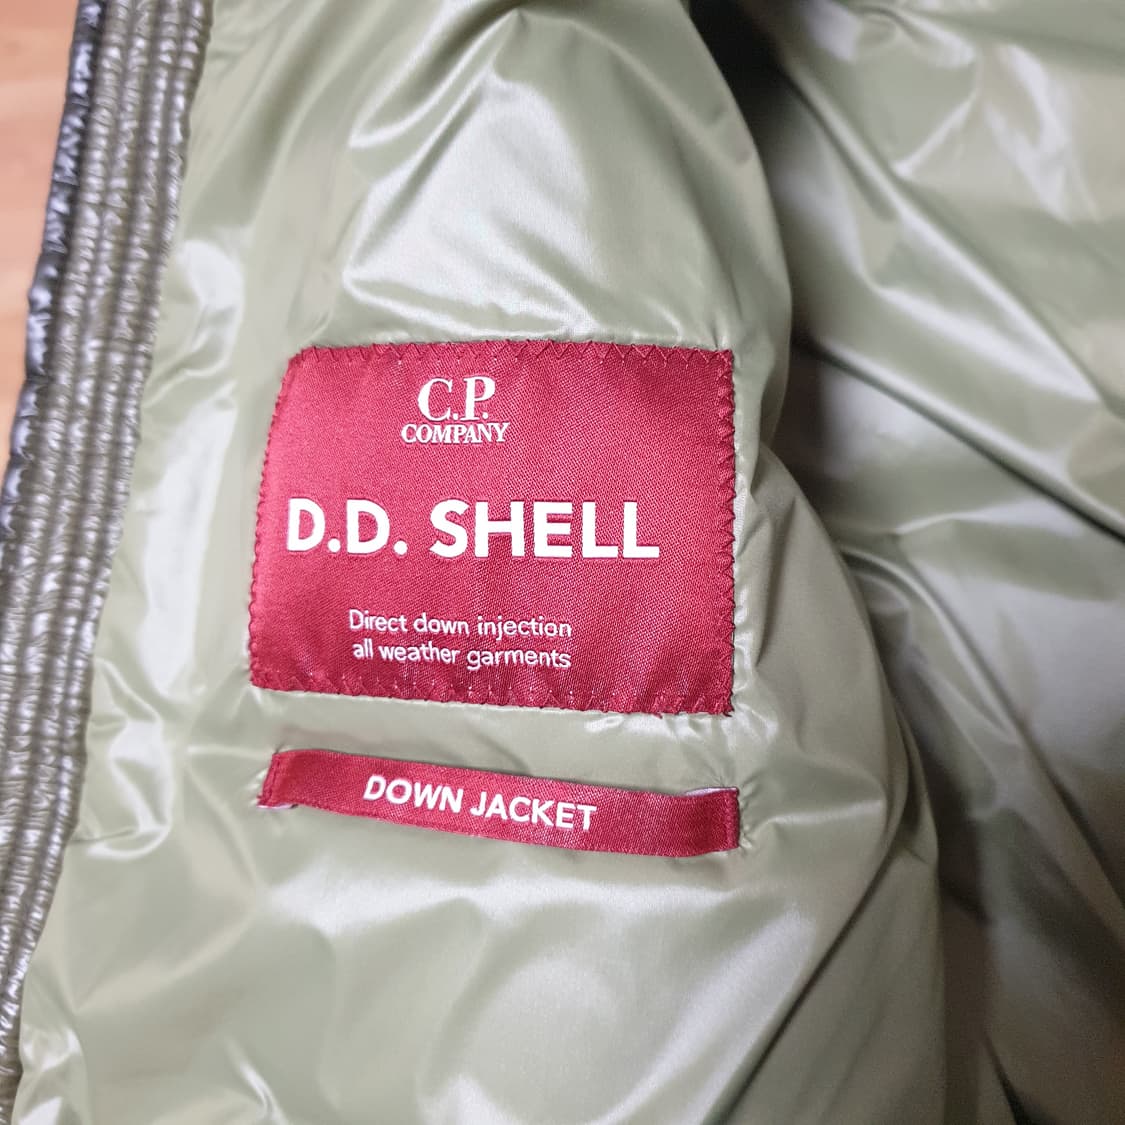 C.P.
COMPANY
D.D. SHELL
Direct down injection
all weather garments
DOWN JACKET